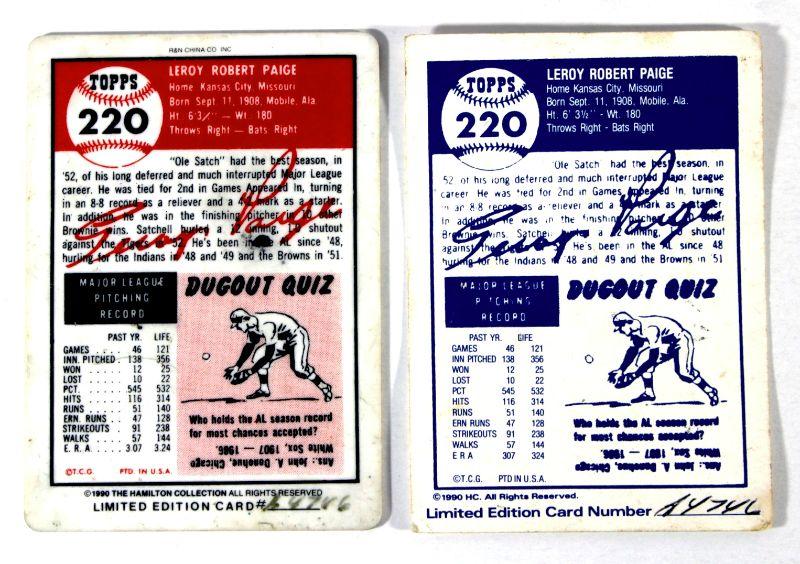 R&N CHINA CO INC
TOPPS
220
LEROY ROBERT PAIGE
Home Kansas City, Missouri
Born Sept. 11, 1908, Mobile, Ala.
Ht. 6'3½" — Wt. 180
Throws Right — Bats Right
"Ole Satch" had the best season, in
'52, of his long deferred and much interrupted Major League
career. He was tied for 2nd in Games Appeared In, turning
in an 8-8 record as a reliever and a 4-2 mark as a starter.
In addition, he was in the finishing pitcher in 10 other
Brownie wins. Satchell hurled a 12 inning, 1-0 shutout
against the Tigers in '52. He's been in the AL since '48,
hurling for the Indians in '48 and '49 and the Browns in '51.
Leroy Paige
MAJOR LEAGUE
PITCHING
RECORD
PAST YR. LIFE
GAMES 46 121
INN. PITCHED 138 356
WON 12 25
LOST 10 22
PCT. 545 532
HITS 116 314
RUNS 51 140
ERN. RUNS 47 128
STRIKEOUTS 91 238
WALKS 57 144
E.R.A. 3 07 3.24
DUGOUT QUIZ
Who holds the AL season record
for most chances accepted?
Ans.: John A. Donohue, Chicago
White Sox 1907 — 1986.
©T.C.G. PTD. IN U.S.A.
©1990 THE HAMILTON COLLECTION ALL RIGHTS RESERVED
LIMITED EDITION CARD#
TOPPS
220
LEROY ROBERT PAIGE
Home Kansas City, Missouri
Born Sept. 11, 1908, Mobile, Ala.
Ht. 6' 3½" - Wt. 180
Throws Right - Bats Right
'Ole Satch" had the best season, in
'52, of his long deferred and much interrupted Major League
career. He was tied for 2nd in Games Appeared In, turning
in an 8-8 record as a reliever and a 4-2 mark as a starter.
In addition, he was in the finishing pitcher in 10 other
Brownie wins. Satchell hurled a 12 inning, 1-0 shutout
against the Tigers in '52. He's been in the AL since '48
hurling for the Indians in '48 and '49 and the Browns in '51
Leroy Paige
MAJOR LEAGUE
PITCHING
RECORD
PAST YR. LIFE
GAMES 46 121
INN. PITCHED 138 356
WON 12 25
LOST 10 22
PCT. 545 532
HITS 116 314
RUNS 51 140
ERN. RUNS 47 128
STRIKEOUTS 91 238
WALKS 57 144
E R A 307 324
DUGOUT QUIZ
Who holds the AL season record
for most chances accepted?
Ans.: John A. Donohue, Chicago
White Sox 1907 — 1986.
©T.C.G. PTD IN U.S.A.
©1990 HC. All Rights Reserved.
Limited Edition Card Number